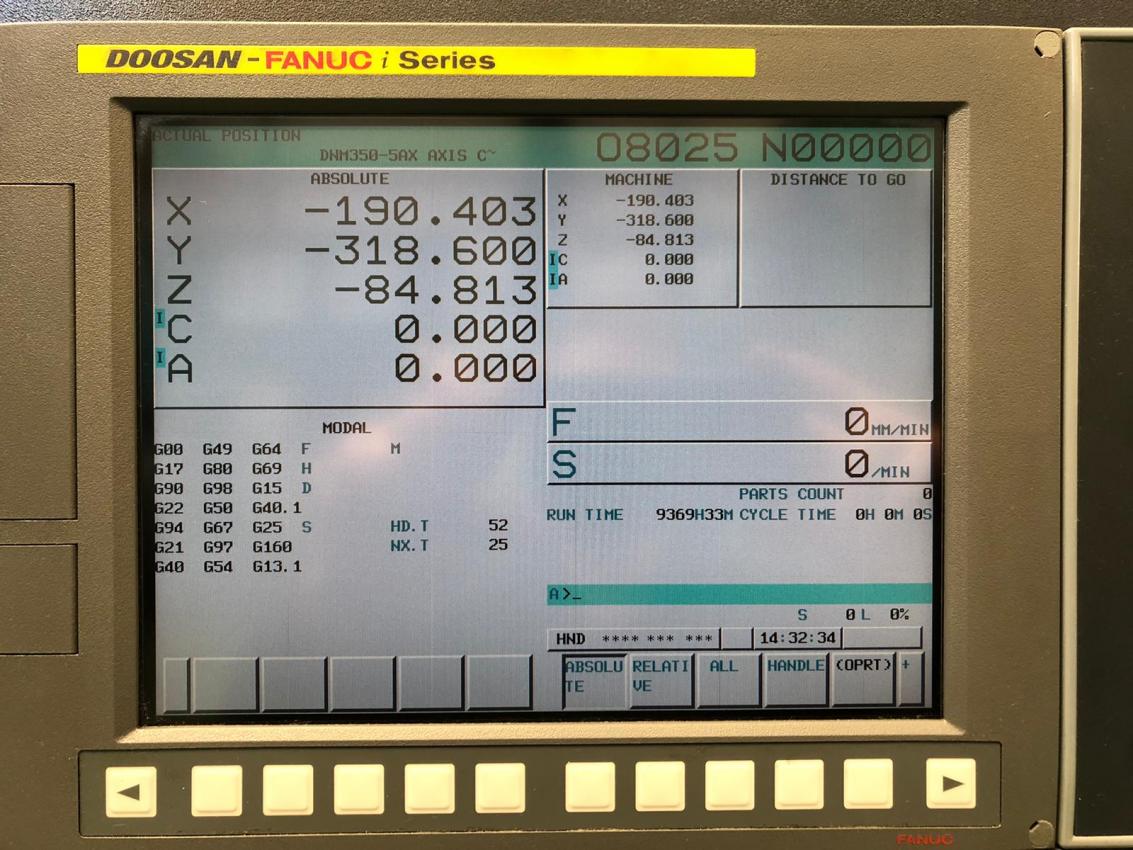 DOOSAN-FANUC i Series
ACTUAL POSITION
DNM350-5AX AXIS C~
O8025 N00000
ABSOLUTE
X -190.403
Y -318.600
Z -84.813
I C 0.000
I A 0.000
MACHINE
X -190.403
Y -318.600
Z -84.813
I C 0.000
I A 0.000
DISTANCE TO GO
MODAL
G00 G49 G64 F M
G17 G80 G69 H
G90 G98 G15 D
G22 G50 G40.1
G94 G67 G25 S HD.T 52
G21 G97 G160 NX.T 25
G40 G54 G13.1
F 0 MM/MIN
S 0 /MIN
PARTS COUNT 0
RUN TIME 9369H33M CYCLE TIME 0H 0M 0S
A>_
S 0 L 0%
HND **** *** *** 14:32:34
ABSOLUTE RELATIVE ALL HANDLE (OPRT) +
FANUC